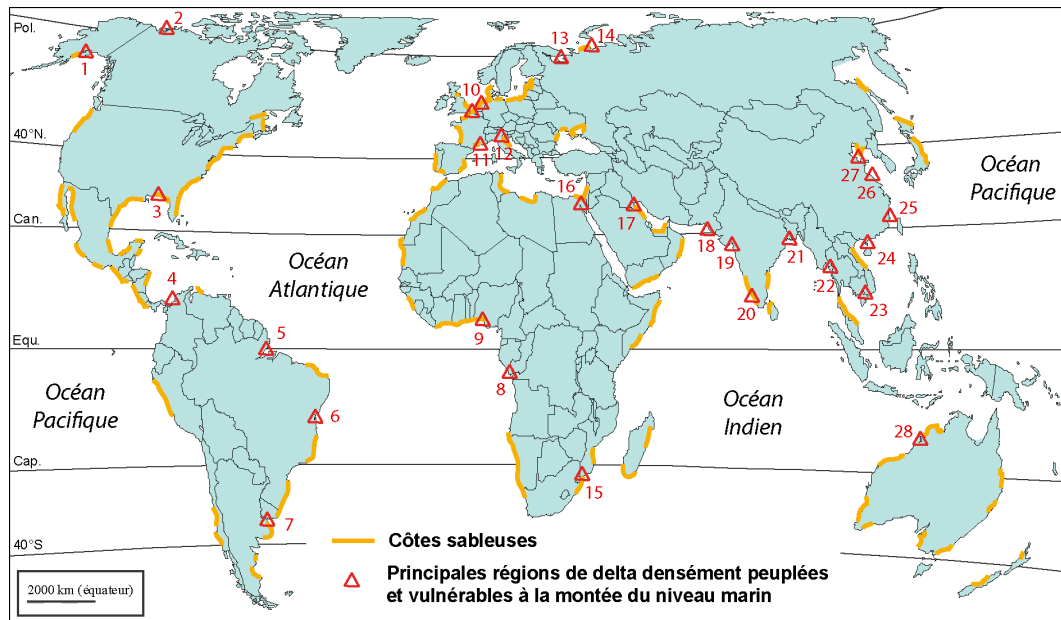 Pol.
2
1
13
14
10
40°N.
11
12
3
16
17
27
26
25
Océan
Pacifique
Can.
18
19
21
24
22
23
20
4
Océan
Atlantique
9
5
Equ.
8
Océan
Pacifique
6
Océan
Indien
28
Cap.
15
7
40°S
Côtes sableuses
Principales régions de delta densément peuplées
et vulnérables à la montée du niveau marin
2000 km (équateur)